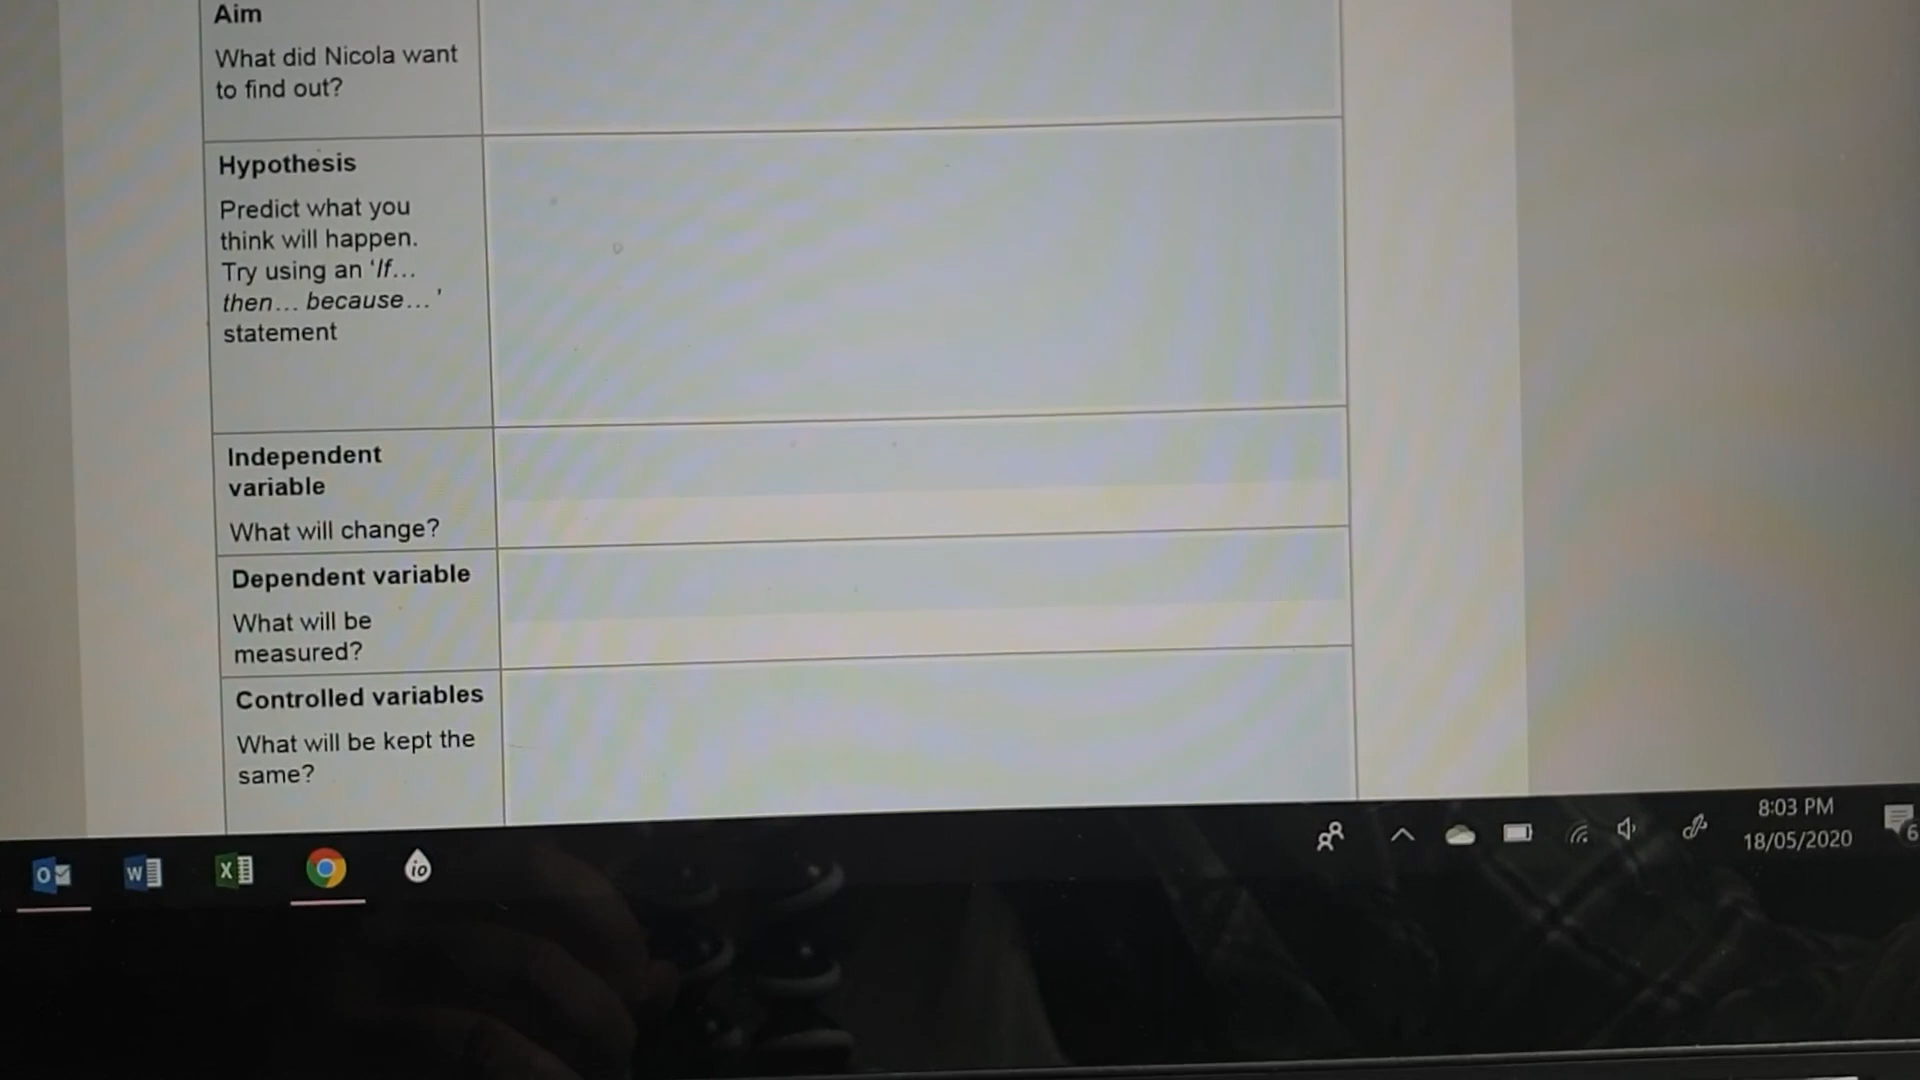 Aim
What did Nicola want
to find out?
Hypothesis
Predict what you
think will happen.
Try using an ‘If...
then... because...’
statement
Independent
variable
What will change?
Dependent variable
What will be
measured?
Controlled variables
What will be kept the
same?
8:03 PM
18/05/2020
6
O
W
X
io